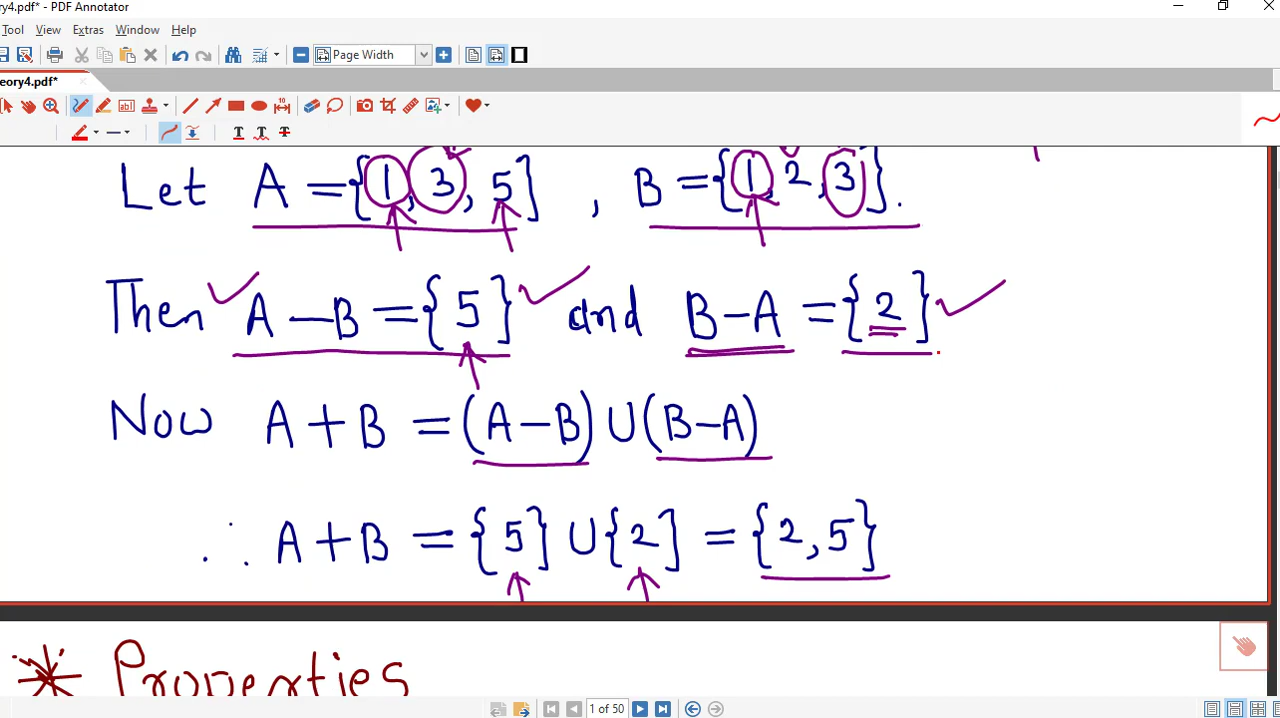 ry4.pdf* - PDF Annotator
Tool View Extras Window Help
Page Width
eory4.pdf*
Let A = {1, 3, 5} , B = {1, 2, 3}.
Then A – B = {5} and B – A = {2}
Now A + B = (A – B) ∪ (B – A)
∴ A + B = {5} ∪ {2} = {2, 5}
* Properties
1 of 50